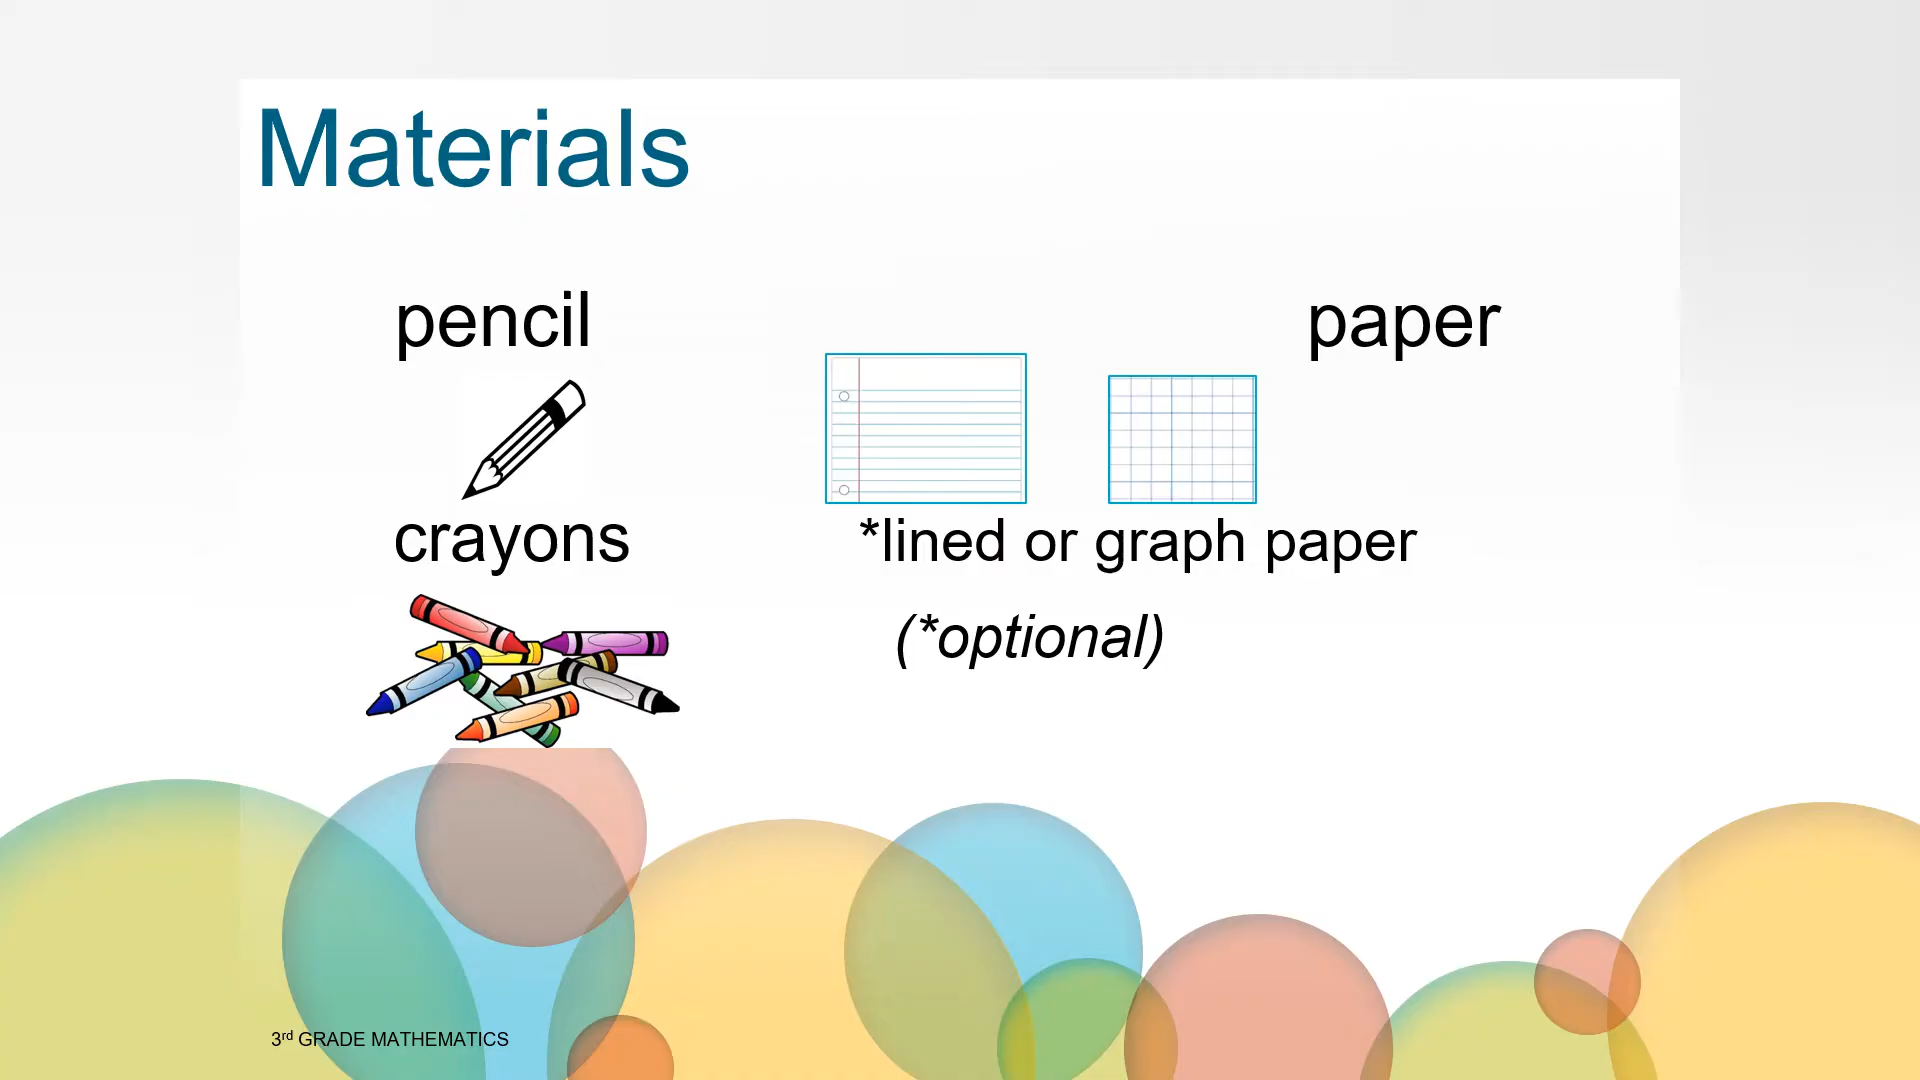 Materials
pencil
paper
crayons
*lined or graph paper
(*optional)
3rd GRADE MATHEMATICS